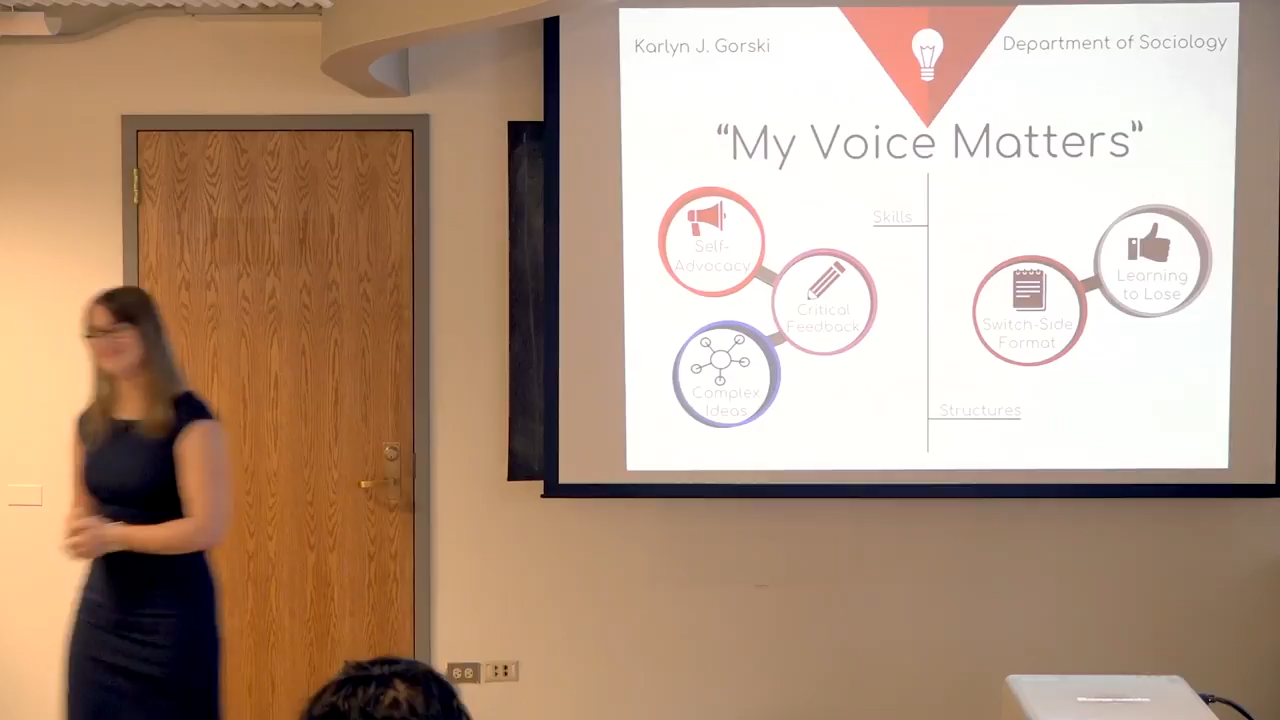 Karlyn J. Gorski
Department of Sociology
“My Voice Matters”
Skills
Self-
Advocacy
Critical
Feedback
Complex
Ideas
Learning
to Lose
Switch-Side
Format
Structures